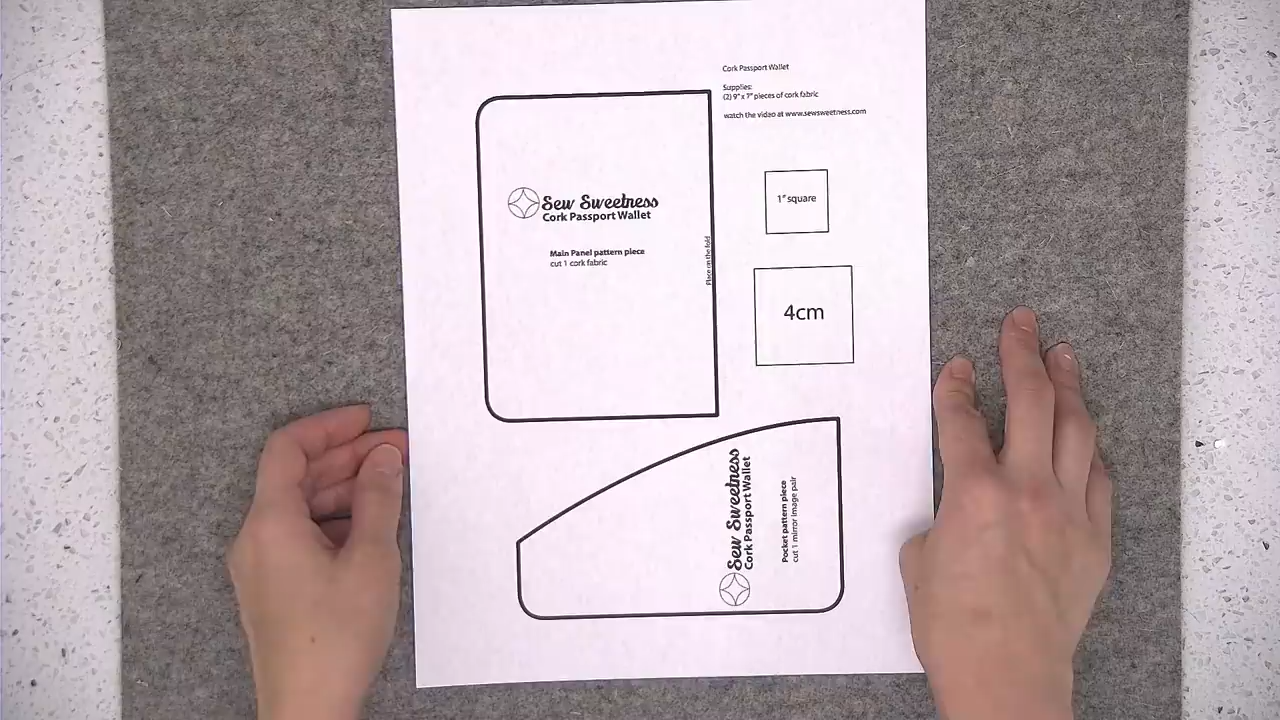 Cork Passport Wallet
Supplies:
(2) 9" x 7" pieces of cork fabric
watch the video at www.sewsweetness.com
Sew Sweetness
Cork Passport Wallet
Main Panel pattern piece
cut 1 cork fabric
Place on the fold
1" square
4cm
Sew Sweetness
Cork Passport Wallet
Pocket pattern piece
cut 1 mirror image pair